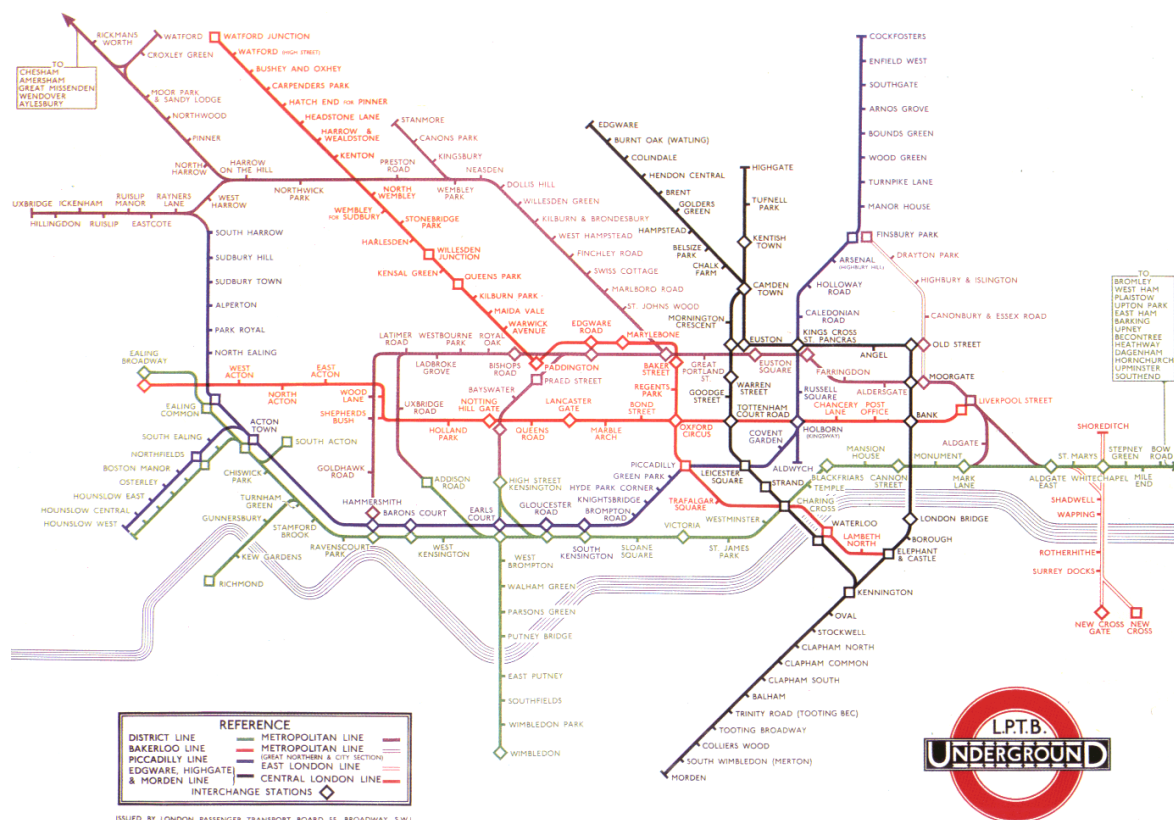 RICKMANS
WORTH
WATFORD
CROXLEY GREEN
TO
CHESHAM
AMERSHAM
GREAT MISSENDEN
WENDOVER
AYLESBURY
MOOR PARK
& SANDY LODGE
NORTHWOOD
PINNER
NORTH
HARROW
HARROW
ON THE HILL
WEST
HARROW
NORTHWICK
PARK
PRESTON
ROAD
WEMBLEY
PARK
NEASDEN
UXBRIDGE
ICKENHAM
RUISLIP
MANOR
RAYNERS
LANE
HILLINGDON
RUISLIP
EASTCOTE
WATFORD JUNCTION
WATFORD (HIGH STREET)
BUSHEY AND OXHEY
CARPENDERS PARK
HATCH END FOR PINNER
HEADSTONE LANE
HARROW &
WEALDSTONE
KENTON
NORTH
WEMBLEY
WEMBLEY
FOR SUDBURY
STONEBRIDGE
PARK
HARLESDEN
WILLESDEN
JUNCTION
KENSAL GREEN
QUEENS PARK
KILBURN PARK
MAIDA VALE
WARWICK
AVENUE
PADDINGTON
EDGWARE
ROAD
MARYLEBONE
STANMORE
CANONS PARK
KINGSBURY
DOLLIS HILL
WILLESDEN GREEN
KILBURN & BRONDESBURY
WEST HAMPSTEAD
FINCHLEY ROAD
SWISS COTTAGE
MARLBORO ROAD
ST. JOHNS WOOD
EDGWARE
BURNT OAK (WATLING)
COLINDALE
HENDON CENTRAL
BRENT
GOLDERS
GREEN
HAMPSTEAD
BELSIZE
PARK
CHALK
FARM
HIGHGATE
TUFNELL
PARK
KENTISH
TOWN
CAMDEN
TOWN
MORNINGTON
CRESCENT
EUSTON
COCKFOSTERS
ENFIELD WEST
SOUTHGATE
ARNOS GROVE
BOUNDS GREEN
WOOD GREEN
TURNPIKE LANE
MANOR HOUSE
FINSBURY PARK
ARSENAL
(HIGHBURY HILL)
HOLLOWAY
ROAD
CALEDONIAN
ROAD
KINGS CROSS
ST. PANCRAS
DRAYTON PARK
HIGHBURY & ISLINGTON
CANONBURY & ESSEX ROAD
OLD STREET
ANGEL
MOORGATE
LIVERPOOL STREET
TO
BROMLEY
WEST HAM
PLAISTOW
UPTON PARK
EAST HAM
BARKING
UPNEY
BECONTREE
HEATHWAY
DAGENHAM
HORNCHURCH
UPMINSTER
SOUTHEND
SOUTH HARROW
SUDBURY HILL
SUDBURY TOWN
ALPERTON
PARK ROYAL
NORTH EALING
EALING
BROADWAY
WEST
ACTON
EAST
ACTON
NORTH
ACTON
WOOD
LANE
SHEPHERDS
BUSH
GOLDHAWK
ROAD
HAMMERSMITH
LATIMER
ROAD
WESTBOURNE
PARK
ROYAL
OAK
LADBROKE
GROVE
BISHOPS
ROAD
PRAED STREET
BAYSWATER
UXBRIDGE
ROAD
HOLLAND
PARK
NOTTING
HILL GATE
QUEENS
ROAD
LANCASTER
GATE
MARBLE
ARCH
BOND
STREET
OXFORD
CIRCUS
BAKER
STREET
REGENTS
PARK
GREAT
PORTLAND
ST.
EUSTON
SQUARE
FARRINGDON
ALDERSGATE
WARREN
STREET
GOODGE
STREET
TOTTENHAM
COURT ROAD
RUSSELL
SQUARE
CHANCERY
LANE
POST
OFFICE
BANK
HOLBORN
(KINGSWAY)
COVENT
GARDEN
ALDWYCH
LEICESTER
SQUARE
STRAND
PICCADILLY
GREEN PARK
HYDE PARK CORNER
KNIGHTSBRIDGE
BROMPTON
ROAD
GLOUCESTER
ROAD
EARLS
COURT
BARONS COURT
ADDISON
ROAD
HIGH STREET
KENSINGTON
WEST
KENSINGTON
SOUTH
KENSINGTON
SLOANE
SQUARE
VICTORIA
ST. JAMES
PARK
WESTMINSTER
CHARING
CROSS
TRAFALGAR
SQUARE
TEMPLE
BLACKFRIARS
MANSION
HOUSE
CANNON
STREET
MONUMENT
MARK
LANE
ALDGATE
ALDGATE
EAST
ST. MARYS
WHITECHAPEL
STEPNEY
GREEN
MILE
END
BOW
ROAD
SHOREDITCH
SHADWELL
WAPPING
ROTHERHITHE
SURREY DOCKS
NEW CROSS
GATE
NEW
CROSS
EALING
COMMON
ACTON
TOWN
SOUTH ACTON
SOUTH EALING
NORTHFIELDS
BOSTON MANOR
OSTERLEY
HOUNSLOW EAST
HOUNSLOW CENTRAL
HOUNSLOW WEST
CHISWICK
PARK
TURNHAM
GREEN
GUNNERSBURY
KEW GARDENS
RICHMOND
STAMFORD
BROOK
RAVENSCOURT
PARK
WEST
BROMPTON
WALHAM GREEN
PARSONS GREEN
PUTNEY BRIDGE
EAST PUTNEY
SOUTHFIELDS
WIMBLEDON PARK
WIMBLEDON
WATERLOO
LAMBETH
NORTH
LONDON BRIDGE
BOROUGH
ELEPHANT
& CASTLE
KENNINGTON
OVAL
STOCKWELL
CLAPHAM NORTH
CLAPHAM COMMON
CLAPHAM SOUTH
BALHAM
TRINITY ROAD (TOOTING BEC)
TOOTING BROADWAY
COLLIERS WOOD
SOUTH WIMBLEDON (MERTON)
MORDEN
REFERENCE
DISTRICT LINE
BAKERLOO LINE
PICCADILLY LINE
EDGWARE, HIGHGATE
& MORDEN LINE
METROPOLITAN LINE
METROPOLITAN LINE
(GREAT NORTHERN & CITY SECTION)
EAST LONDON LINE
CENTRAL LONDON LINE
INTERCHANGE STATIONS
ISSUED BY LONDON PASSENGER TRANSPORT BOARD 55, BROADWAY, S.W.1
L.P.T.B.
UNDERGROUND